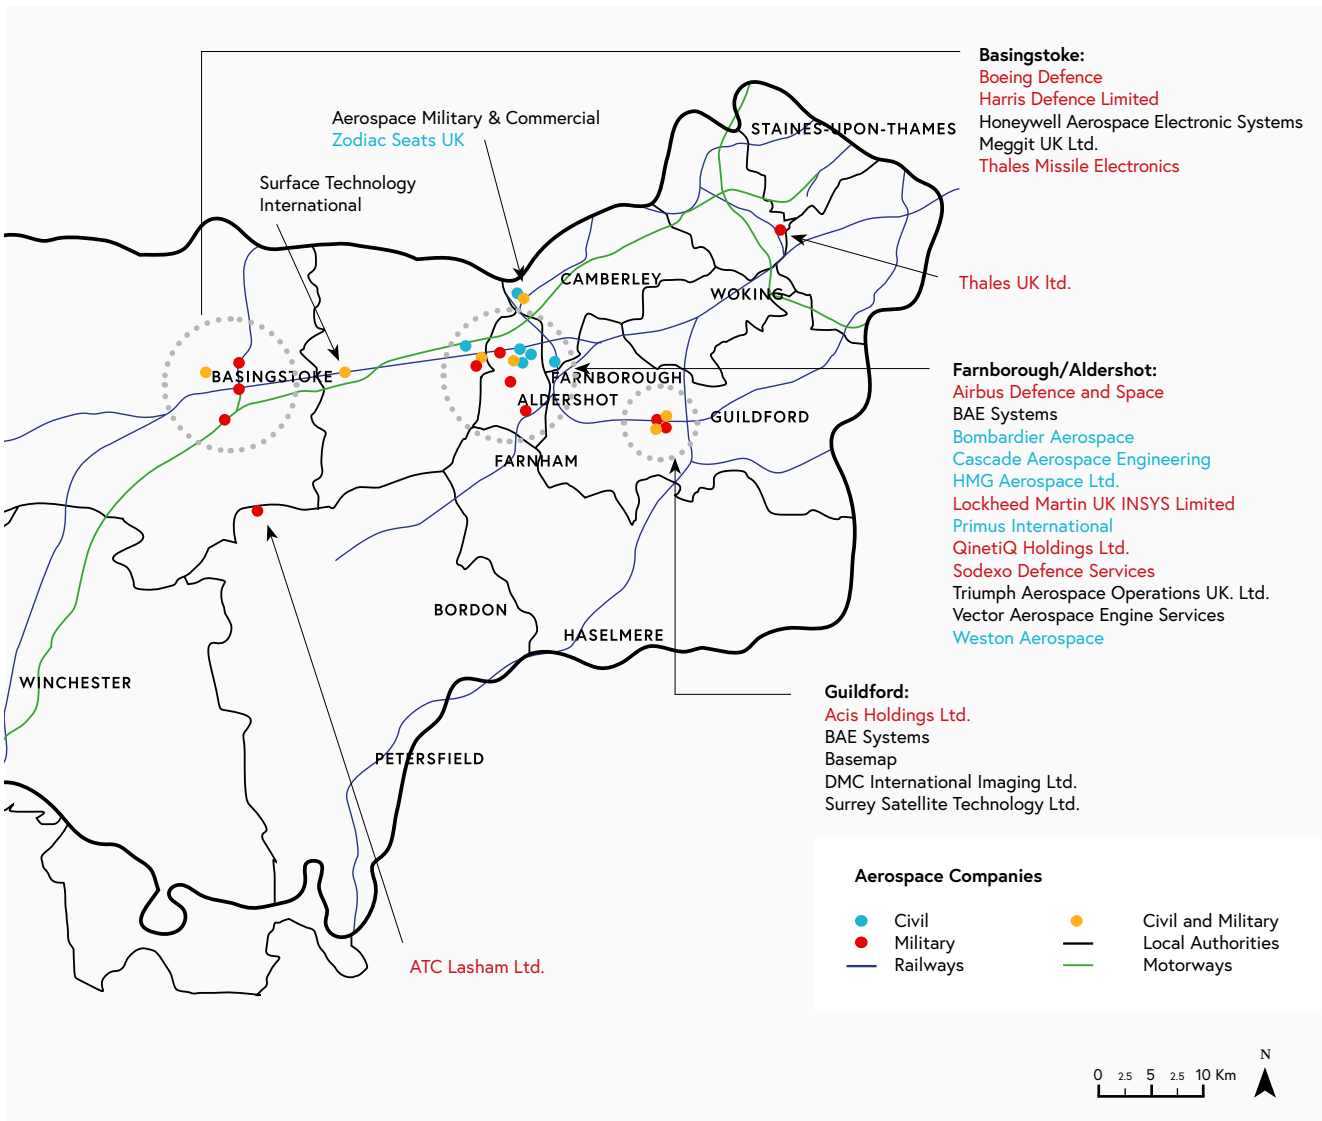 Basingstoke:
Boeing Defence
Harris Defence Limited
Honeywell Aerospace Electronic Systems
Meggit UK Ltd.
Thales Missile Electronics
Aerospace Military & Commercial
Zodiac Seats UK
Surface Technology
International
STAINES-UPON-THAMES
CAMBERLEY
WOKING
Thales UK ltd.
BASINGSTOKE
FARNBOROUGH
ALDERSHOT
GUILDFORD
FARNHAM
Farnborough/Aldershot:
Airbus Defence and Space
BAE Systems
Bombardier Aerospace
Cascade Aerospace Engineering
HMG Aerospace Ltd.
Lockheed Martin UK INSYS Limited
Primus International
QinetiQ Holdings Ltd.
Sodexo Defence Services
Triumph Aerospace Operations UK. Ltd.
Vector Aerospace Engine Services
Weston Aerospace
BORDON
HASELMERE
WINCHESTER
PETERSFIELD
Guildford:
Acis Holdings Ltd.
BAE Systems
Basemap
DMC International Imaging Ltd.
Surrey Satellite Technology Ltd.
ATC Lasham Ltd.
Aerospace Companies
Civil
Civil and Military
Military
Local Authorities
Railways
Motorways
N
0 2.5 5 2.5 10 Km